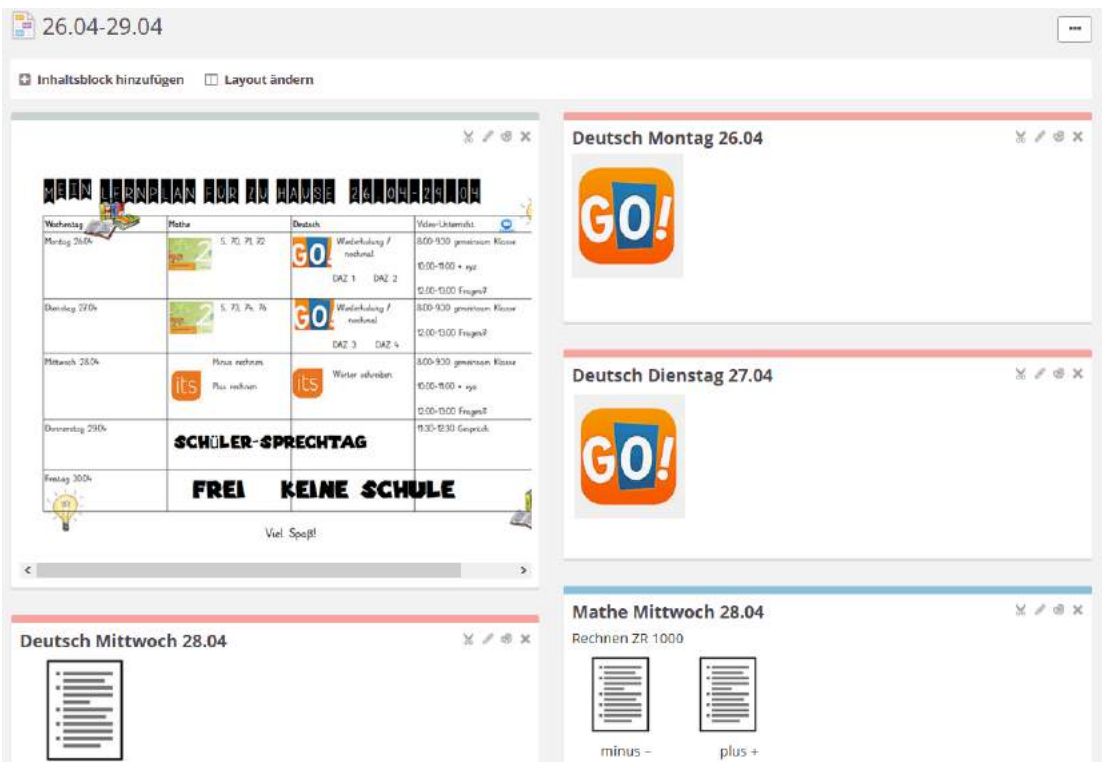 26.04-29.04
Inhaltsblock hinzufügen Layout ändern
MEIN LERNPLAN FÜR ZU HAUSE 26.04-29.04
Wochentag Mathe Deutsch Video-Unterricht
Montag 26.04 2 S. 70, 71, 72 GO! Wiederholung / 8.00-9.30 gemeinsam Klasse
nochmal
10.00-11.00 + xyz
DAZ 1 DAZ 2
12.00-13.00 Fragen?
Dienstag 27.04 2 S. 73, 74, 76 GO! Wiederholung / 8.00-9.30 gemeinsam Klasse
nochmal
12.00-13.00 Fragen?
DAZ 3 DAZ 4
Mittwoch 28.04 its Minus rechnen its Wörter schreiben 8.00-9.30 gemeinsam Klasse
Plus rechnen
10.00-11.00 + xyz
12.00-13.00 Fragen?
Donnerstag 29.04 SCHÜLER-SPRECHTAG 11.30-12.30 Gespräch
Freitag 30.04 FREI KEINE SCHULE
Viel Spaß!
Deutsch Mittwoch 28.04
Deutsch Montag 26.04
GO!
Deutsch Dienstag 27.04
GO!
Mathe Mittwoch 28.04
Rechnen ZR 1000
minus – plus +